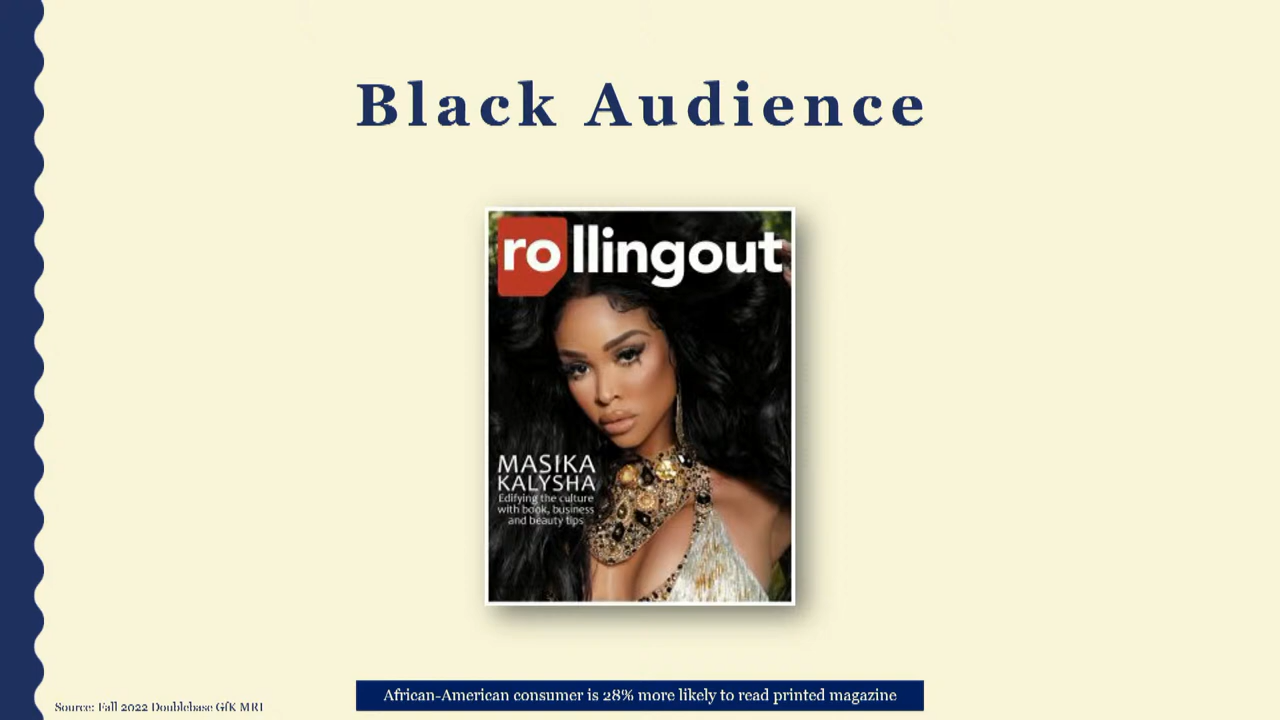 Black Audience
rollingout
MASIKA
KALYSHA
Edifying the culture
with book, business
and beauty tips
African-American consumer is 28% more likely to read printed magazine
Source: Fall 2022 Doublebase GfK MRI